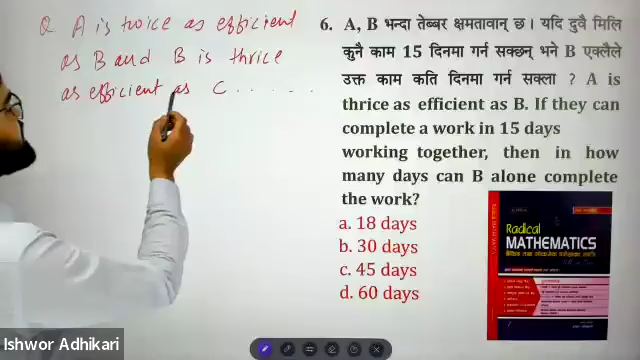 Q. A is twice as efficient
as B and B is thrice
as efficient as C . . . . . .
6. A, B भन्दा तेब्बर क्षमतावान् छ । यदि दुवै मिलि
कुनै काम 15 दिनमा गर्न सक्छन् भने B एक्लैले
उक्त काम कति दिनमा गर्न सक्ला ? A is
thrice as efficient as B. If they can
complete a work in 15 days
working together, then in how
many days can B alone complete
the work?
a. 18 days
b. 30 days
c. 45 days
d. 60 days
Radical
MATHEMATICS
Ishwor Adhikari